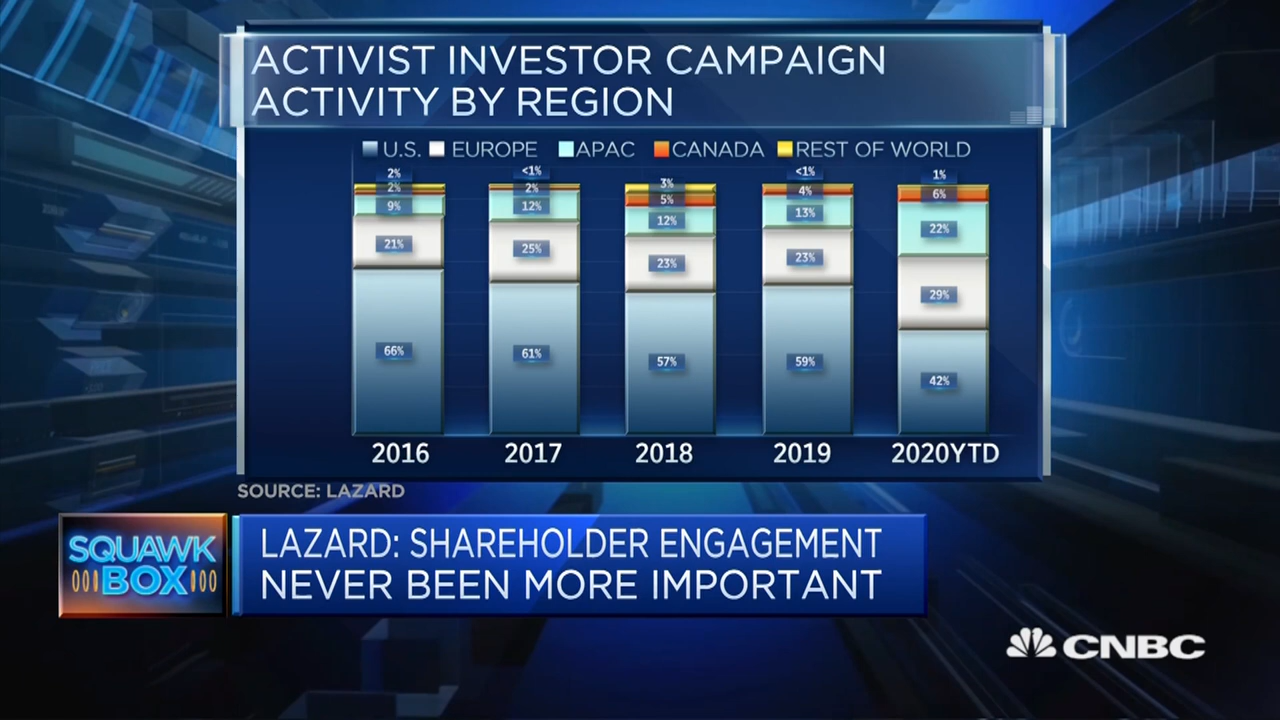 ACTIVIST INVESTOR CAMPAIGN
ACTIVITY BY REGION
U.S. EUROPE APAC CANADA REST OF WORLD
2% <1% 3% <1% 1%
2% 2% 5% 4% 6%
9% 12% 12% 13% 22%
21% 25% 23% 23% 29%
66% 61% 57% 59% 42%
2016 2017 2018 2019 2020YTD
SOURCE: LAZARD
SQUAWK
BOX
LAZARD: SHAREHOLDER ENGAGEMENT
NEVER BEEN MORE IMPORTANT
CNBC